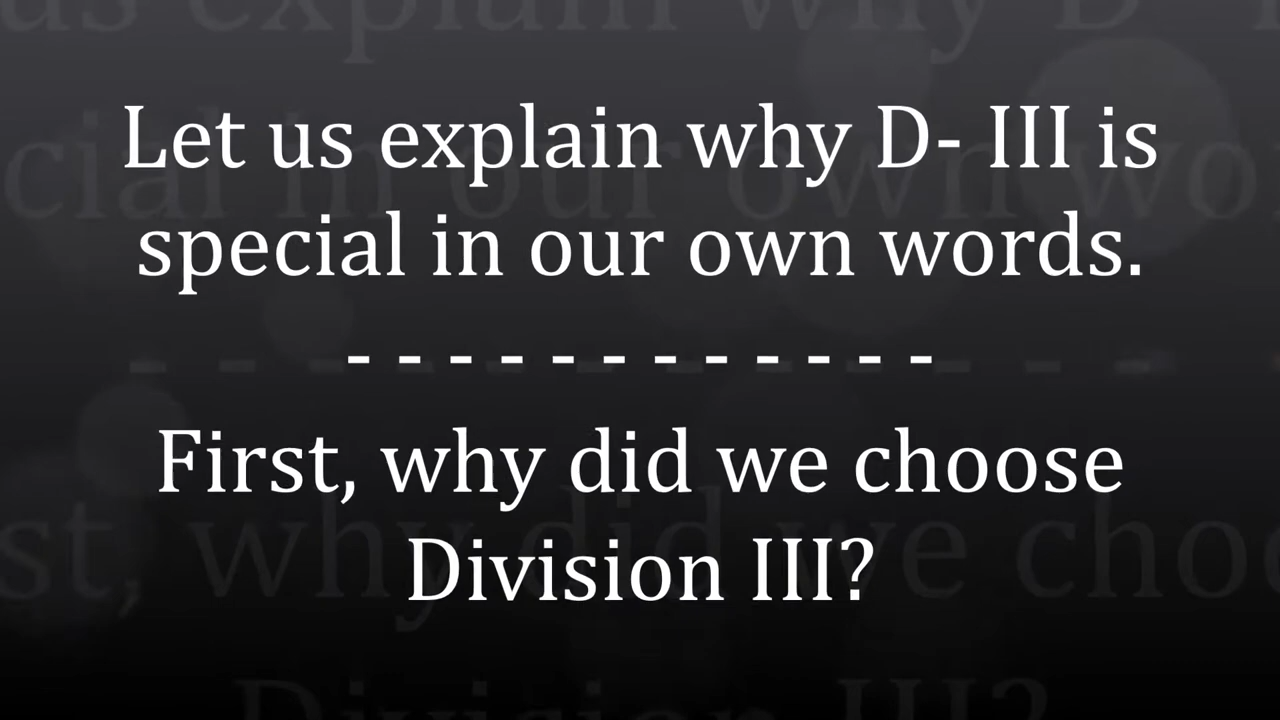 Let us explain why D- III is
special in our own words.
- - - - - - - - - - - -
First, why did we choose
Division III?